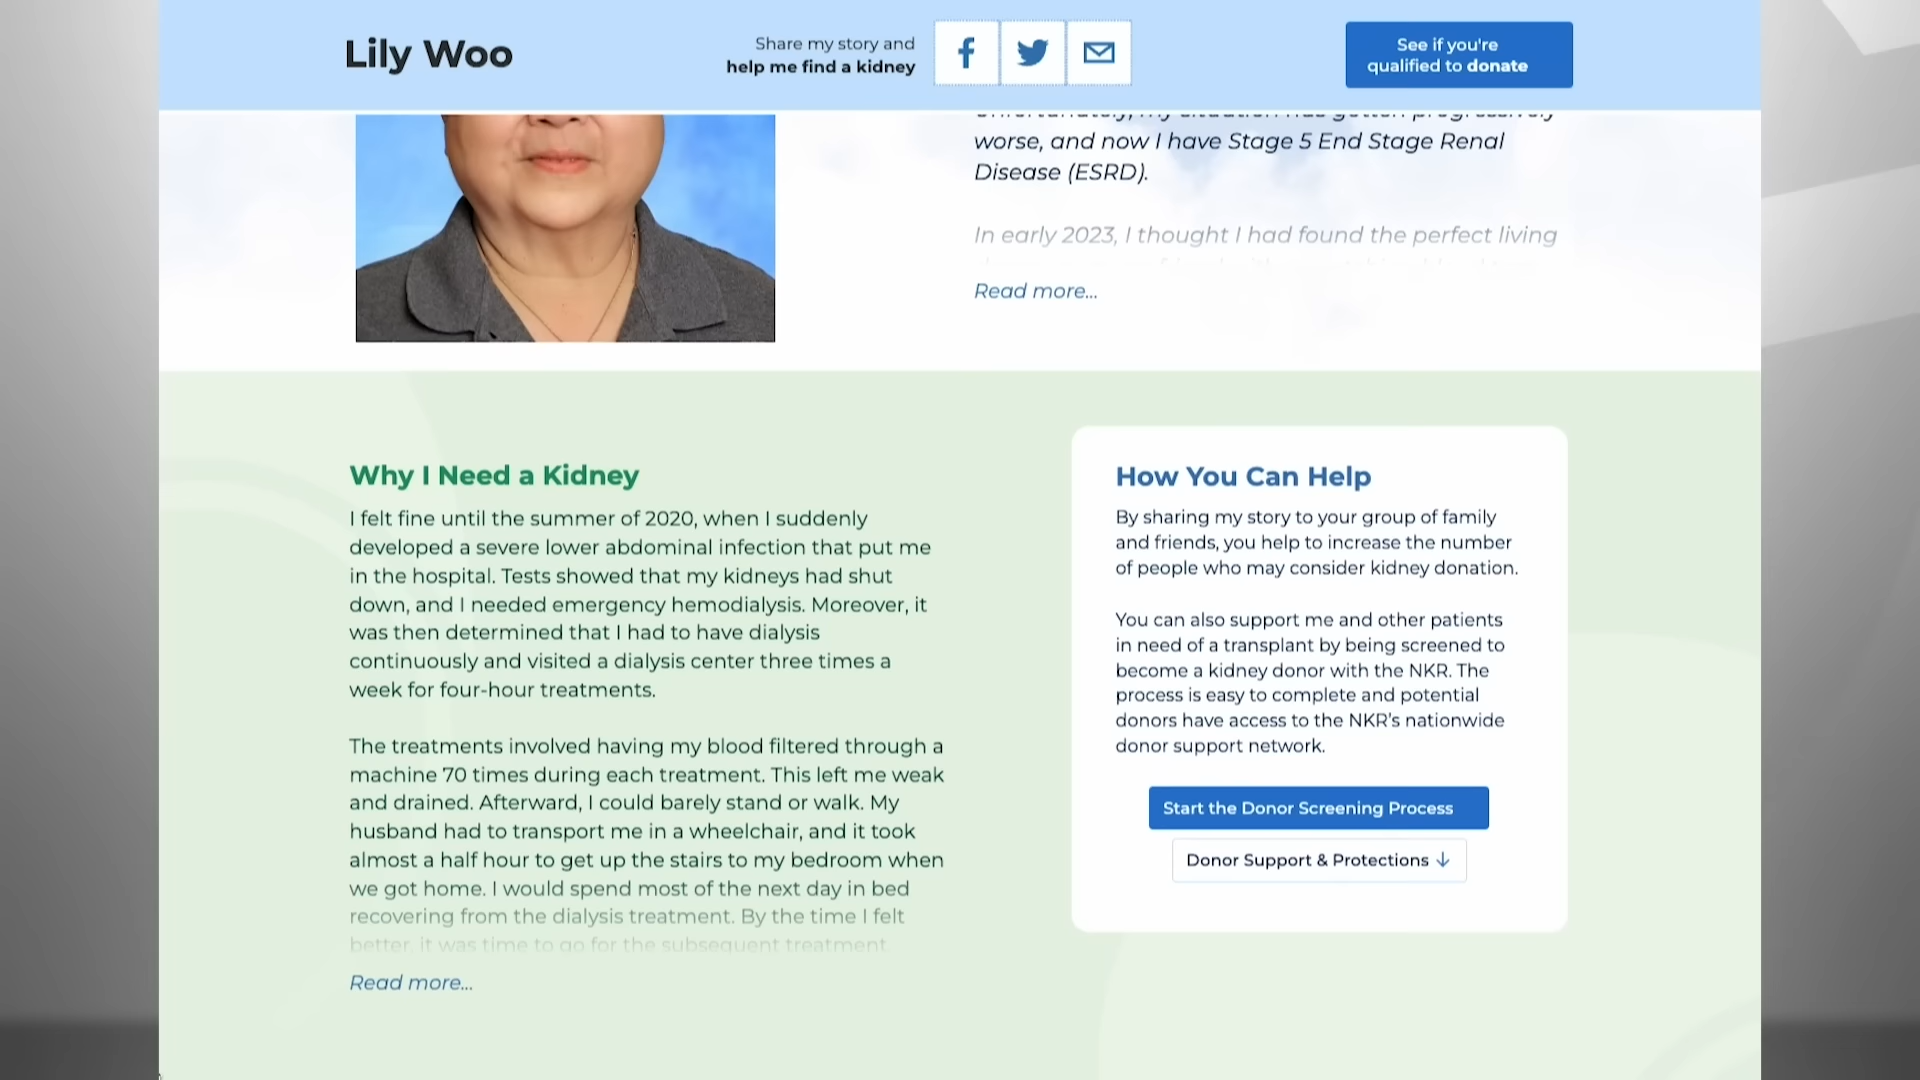 Lily Woo
Share my story and
help me find a kidney
See if you're
qualified to donate
Unfortunately, my situation has gotten progressively
worse, and now I have Stage 5 End Stage Renal
Disease (ESRD).
In early 2023, I thought I had found the perfect living
Read more...
Why I Need a Kidney
I felt fine until the summer of 2020, when I suddenly
developed a severe lower abdominal infection that put me
in the hospital. Tests showed that my kidneys had shut
down, and I needed emergency hemodialysis. Moreover, it
was then determined that I had to have dialysis
continuously and visited a dialysis center three times a
week for four-hour treatments.
The treatments involved having my blood filtered through a
machine 70 times during each treatment. This left me weak
and drained. Afterward, I could barely stand or walk. My
husband had to transport me in a wheelchair, and it took
almost a half hour to get up the stairs to my bedroom when
we got home. I would spend most of the next day in bed
recovering from the dialysis treatment. By the time I felt
better, it was time to go for the subsequent treatment.
Read more...
How You Can Help
By sharing my story to your group of family
and friends, you help to increase the number
of people who may consider kidney donation.
You can also support me and other patients
in need of a transplant by being screened to
become a kidney donor with the NKR. The
process is easy to complete and potential
donors have access to the NKR's nationwide
donor support network.
Start the Donor Screening Process
Donor Support & Protections ↓